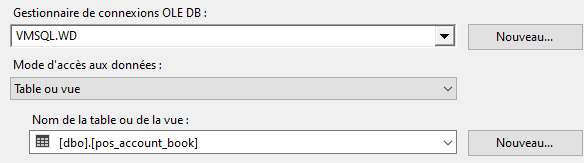 Gestionnaire de connexions OLE DB :
VMSQL.WD
Nouveau...
Mode d'accès aux données :
Table ou vue
Nom de la table ou de la vue :
[dbo].[pos_account_book]
Nouveau...